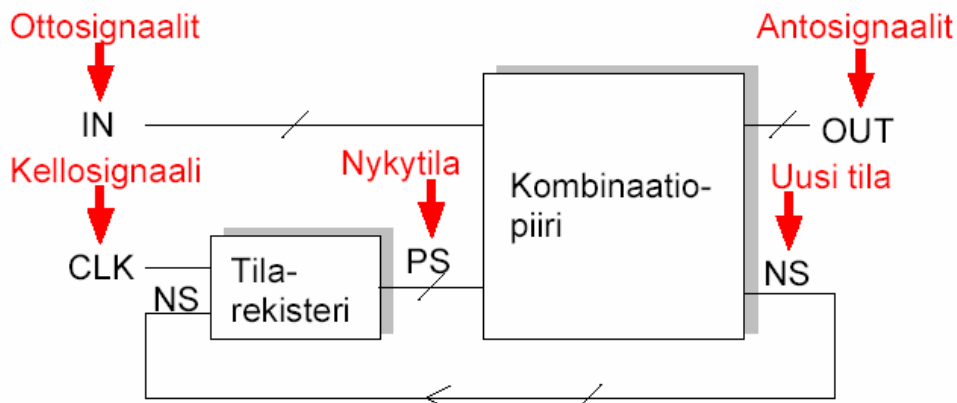 Ottosignaalit
Antosignaalit
IN
OUT
Kellosignaali
Nykytila
Kombinaatio-
piiri
Uusi tila
CLK
PS
NS
NS
Tila-
rekisteri